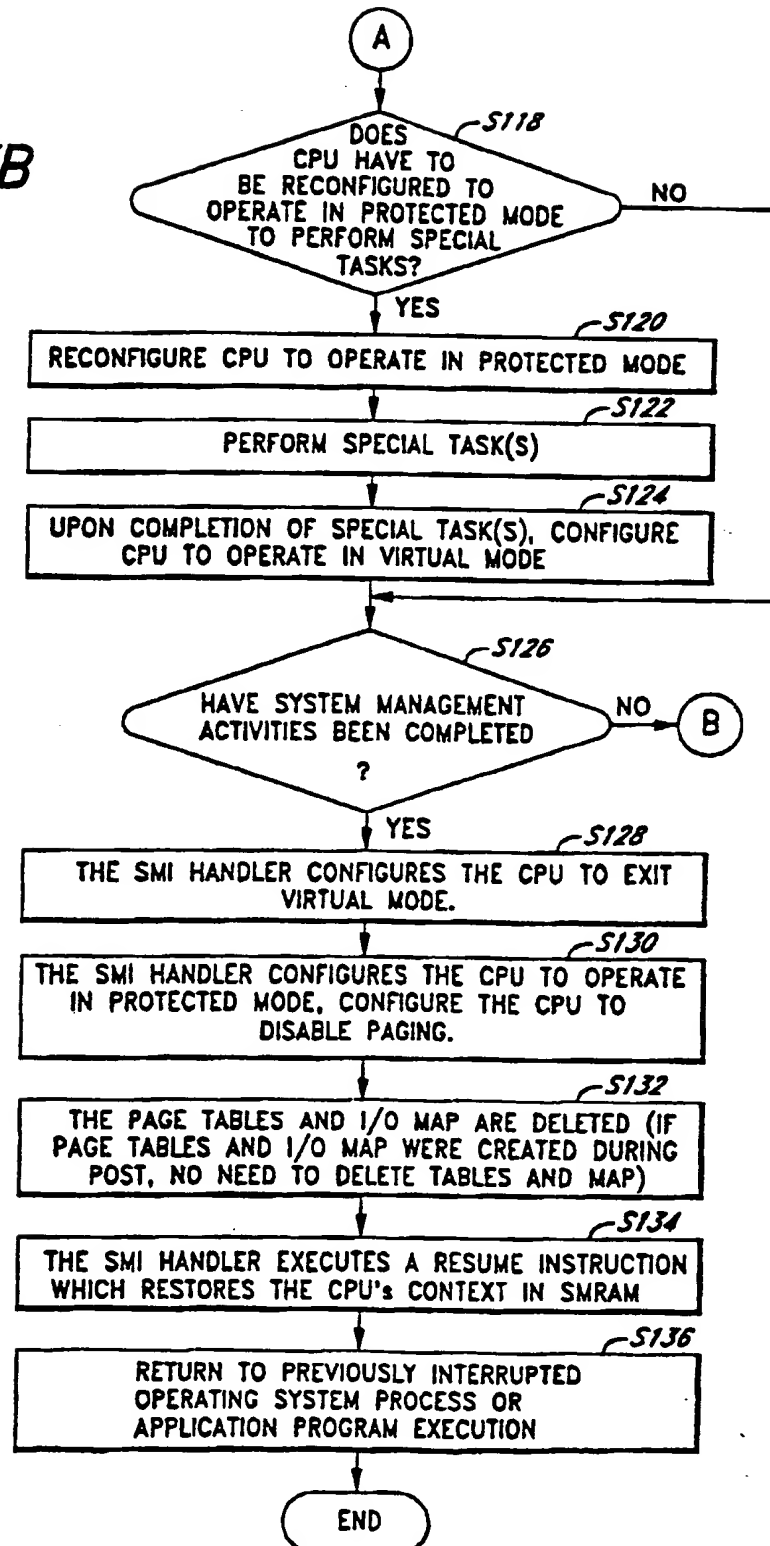 A
S118
DOES
CPU HAVE TO
BE RECONFIGURED TO
OPERATE IN PROTECTED MODE
TO PERFORM SPECIAL
TASKS?
NO
YES
S120
RECONFIGURE CPU TO OPERATE IN PROTECTED MODE
S122
PERFORM SPECIAL TASK(S)
S124
UPON COMPLETION OF SPECIAL TASK(S), CONFIGURE
CPU TO OPERATE IN VIRTUAL MODE
S126
HAVE SYSTEM MANAGEMENT
ACTIVITIES BEEN COMPLETED
?
NO
B
YES
S128
THE SMI HANDLER CONFIGURES THE CPU TO EXIT
VIRTUAL MODE.
S130
THE SMI HANDLER CONFIGURES THE CPU TO OPERATE
IN PROTECTED MODE, CONFIGURE THE CPU TO
DISABLE PAGING.
S132
THE PAGE TABLES AND I/O MAP ARE DELETED (IF
PAGE TABLES AND I/O MAP WERE CREATED DURING
POST, NO NEED TO DELETE TABLES AND MAP)
S134
THE SMI HANDLER EXECUTES A RESUME INSTRUCTION
WHICH RESTORES THE CPU's CONTEXT IN SMRAM
S136
RETURN TO PREVIOUSLY INTERRUPTED
OPERATING SYSTEM PROCESS OR
APPLICATION PROGRAM EXECUTION
END